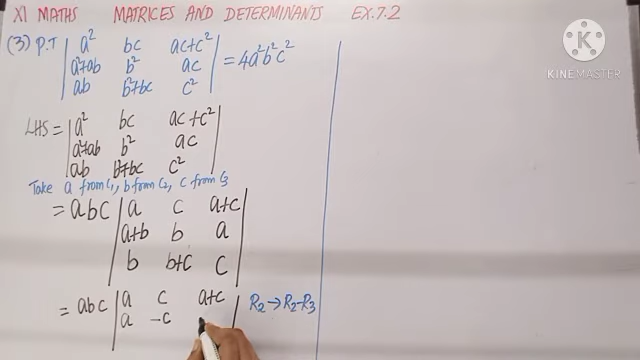 XI MATHS MATRICES AND DETERMINANTS EX.7.2
(3) P.T | a² bc ac+c² |
| a²+ab b² ac | = 4a²b²c²
| ab b²+bc c² |
LHS = | a² bc ac+c² |
| a²+ab b² ac |
| ab b²+bc c² |
Take a from C₁, b from C₂, c from C₃
= abc | a c a+c |
| a+b b a |
| b b+c c |
= abc | a c a+c | R₂→R₂-R₃
| a -c
KINEMASTER